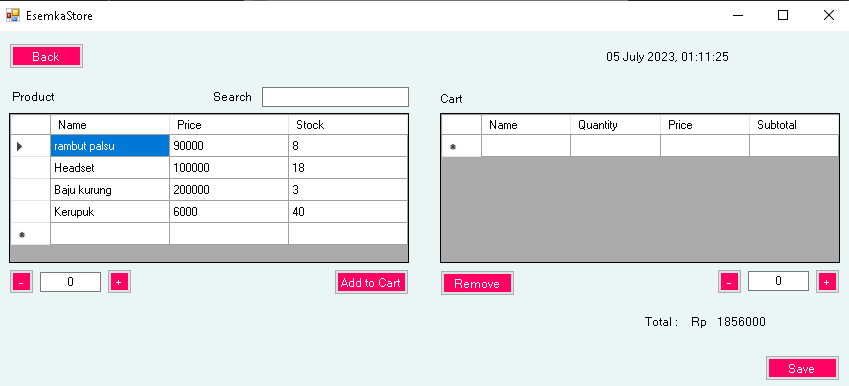 EsemkaStore
Back
05 July 2023, 01:11:25
Product Search
Cart
Name Price Stock
rambut palsu 90000 8
Headset 100000 18
Baju kurung 200000 3
Kerupuk 6000 40
Name Quantity Price Subtotal
- 0 + Add to Cart
Remove - 0 +
Total : Rp 1856000
Save